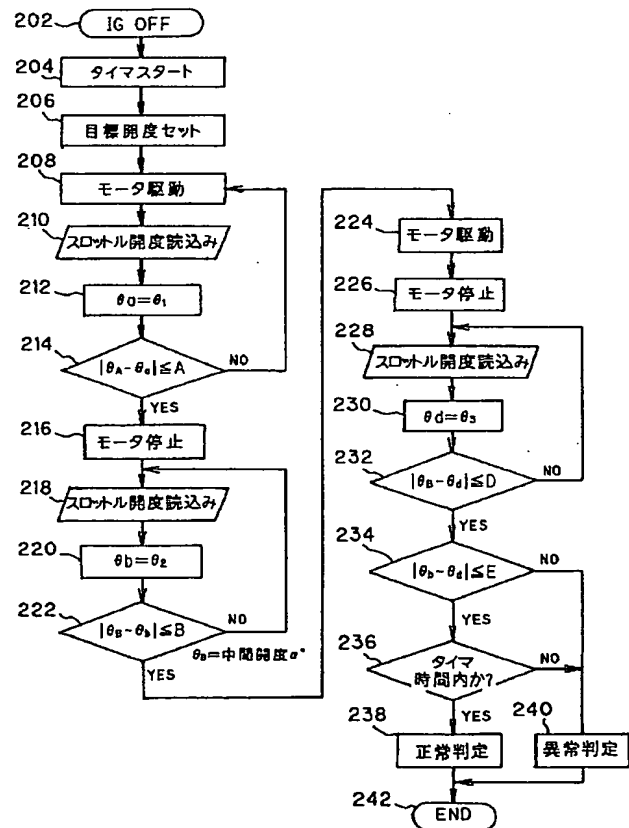 202
IG OFF
204
タイマスタート
206
目標開度セット
208
モータ駆動
210
スロットル開度読込み
212
θa=θ1
214
|θA-θa|≦A
NO
YES
216
モータ停止
218
スロットル開度読込み
220
θb=θ2
222
|θB-θb|≦B
NO
θB=中間開度α°
YES
224
モータ駆動
226
モータ停止
228
スロットル開度読込み
230
θd=θ3
232
|θB-θd|≦D
NO
YES
234
|θb-θd|≦E
NO
YES
236
タイマ
時間内か?
NO
YES
238
正常判定
240
異常判定
242
END